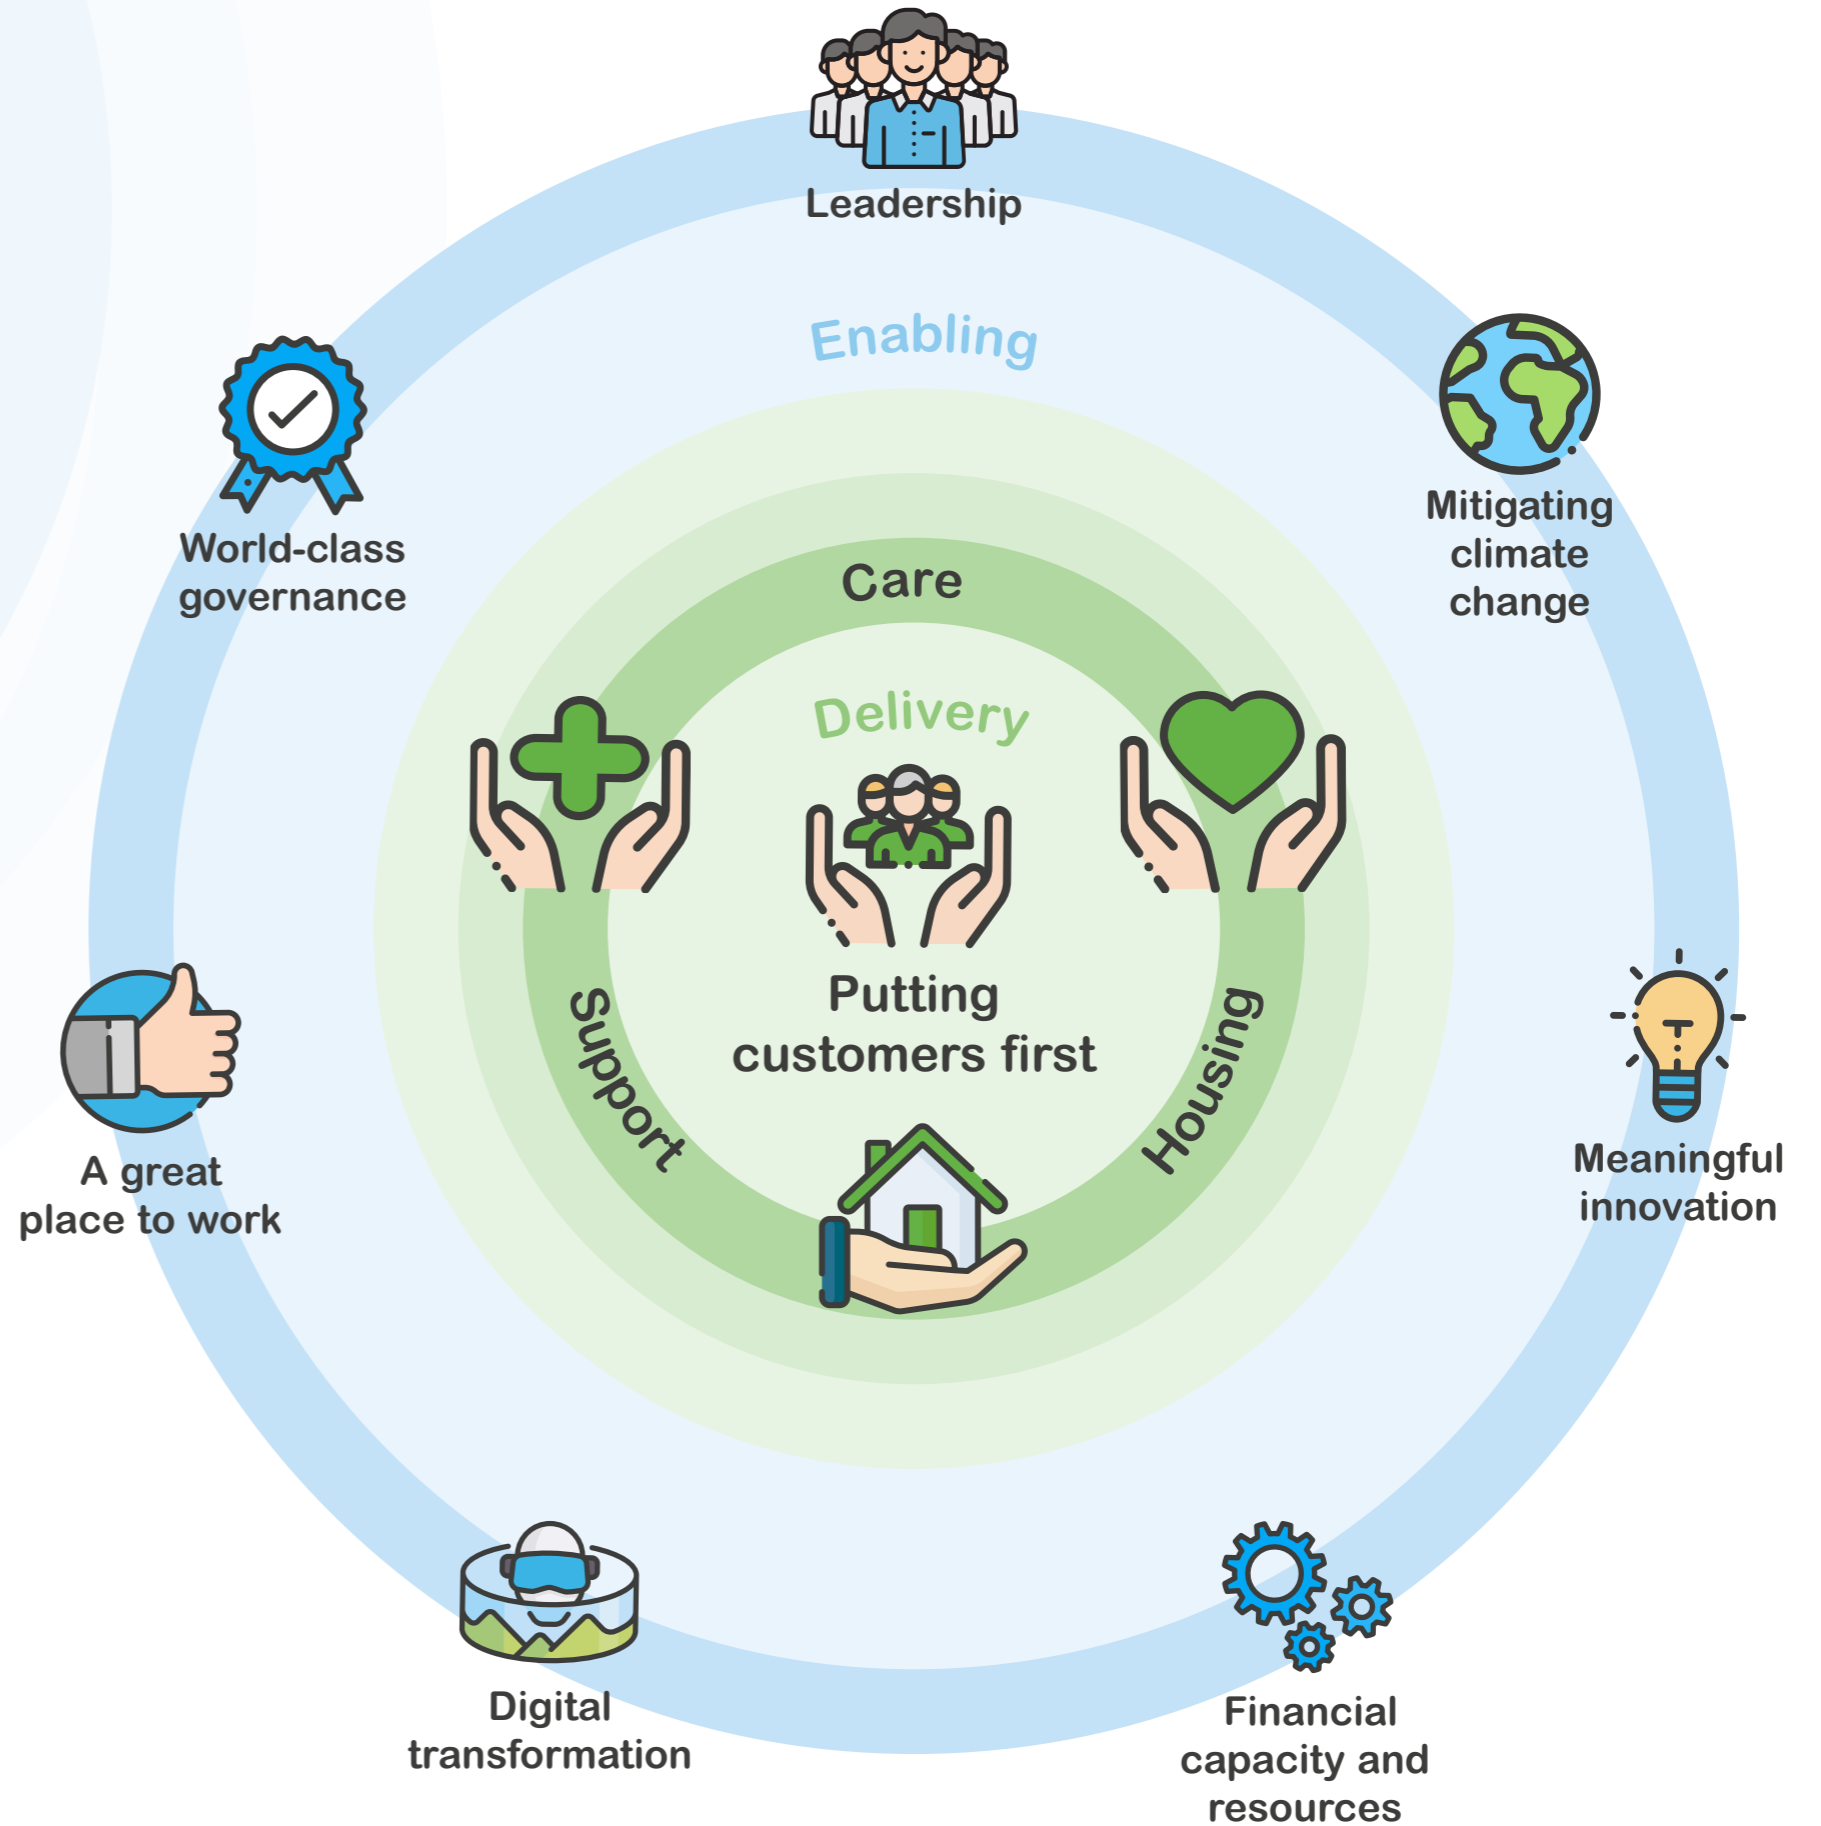 Leadership
Enabling
World-class
governance
Mitigating
climate
change
Care
Delivery
Putting
customers first
Support
Housing
A great
place to work
Meaningful
innovation
Digital
transformation
Financial
capacity and
resources